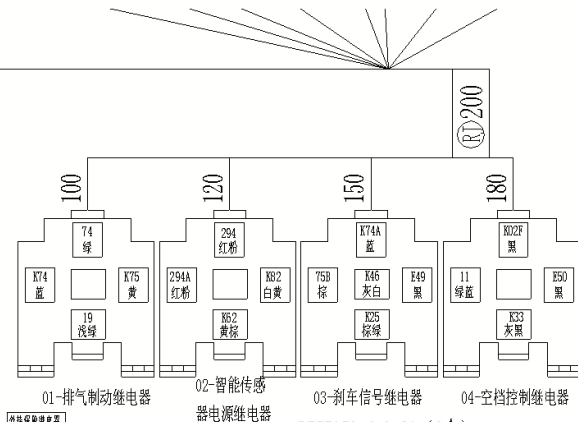 RJ 200
100
120
150
180
74
绿
K74
蓝
K75
黄
19
浅绿
294
红粉
294A
红粉
K82
白黄
K62
黄棕
K74A
蓝
75B
棕
K46
灰白
E49
黑
K25
棕绿
K02F
黑
11
绿蓝
E50
黑
K33
灰黑
01-排气制动继电器
02-智能传感
器电源继电器
03-刹车信号继电器
04-空档控制继电器